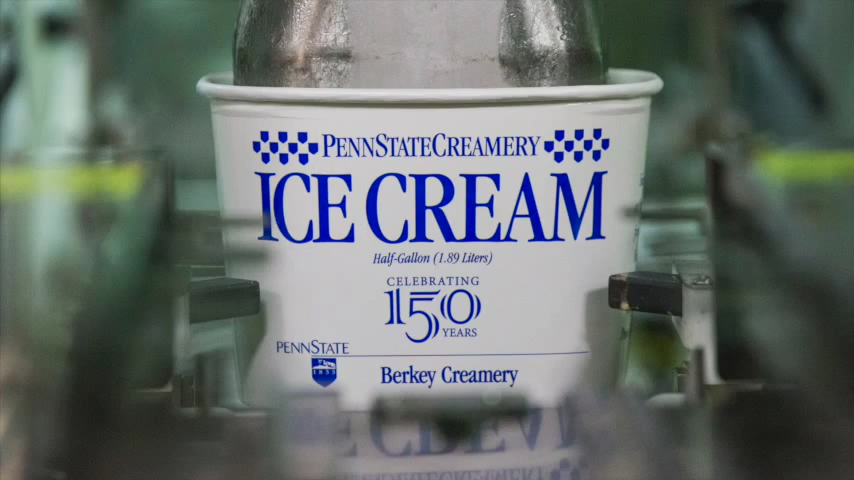 PENNSTATECREAMERY
ICE CREAM
Half-Gallon (1.89 Liters)
CELEBRATING
150
YEARS
PENNSTATE
1855
Berkey Creamery